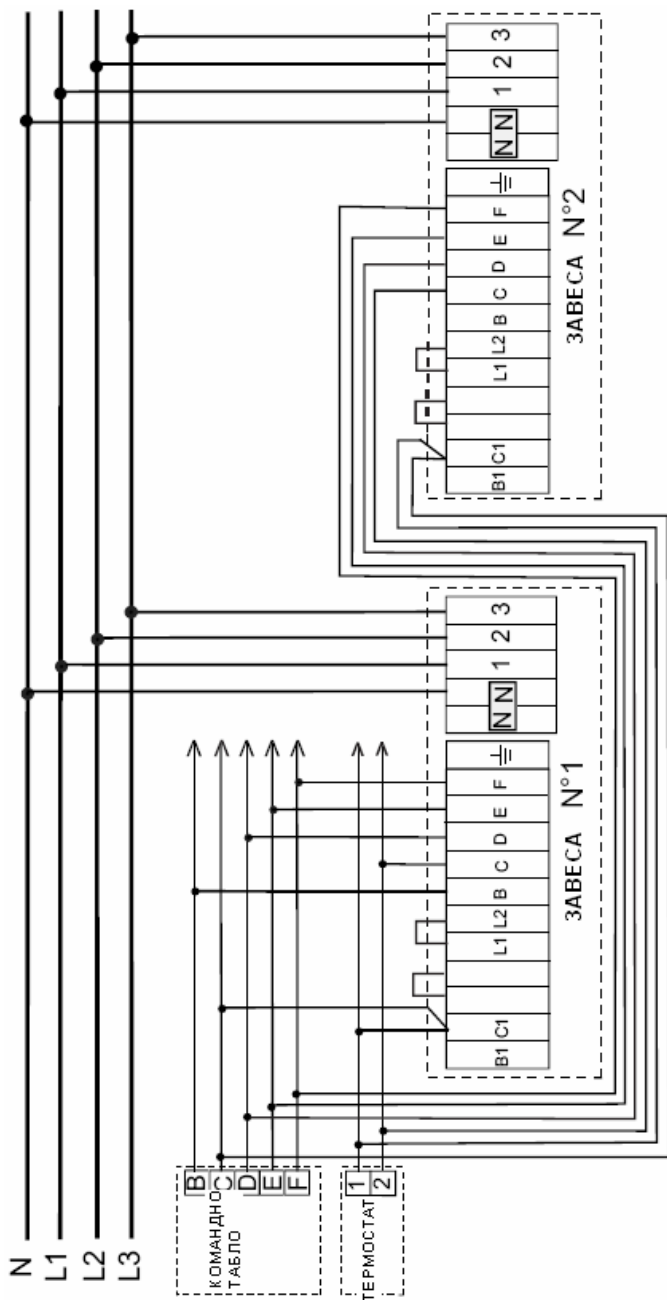 N
L1
L2
L3
КОМАНДНО
ТАБЛО
B
C
D
E
F
ТЕРМОСТАТ
1
2
B1 C1 L1 L2 B C D E F
N N 1 2 3
ЗАВЕСА N°1
B1 C1 L1 L2 B C D E F
N N 1 2 3
ЗАВЕСА N°2